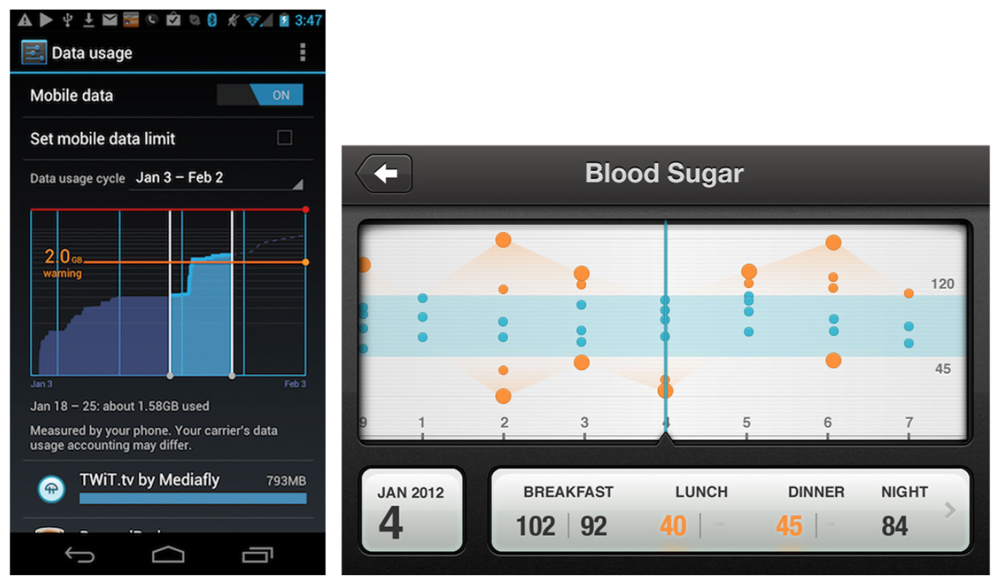 3:47
Data usage
Mobile data ON
Set mobile data limit
Data usage cycle Jan 3 – Feb 2
2.0 GB
warning
Jan 3 Feb 3
Jan 18 – 25: about 1.58GB used
Measured by your phone. Your carrier's data
usage accounting may differ.
TWiT.tv by Mediafly 793MB
Blood Sugar
120
45
9 1 2 3 4 5 6 7
JAN 2012
4
BREAKFAST LUNCH DINNER NIGHT
102 | 92 40 | - 45 | - 84